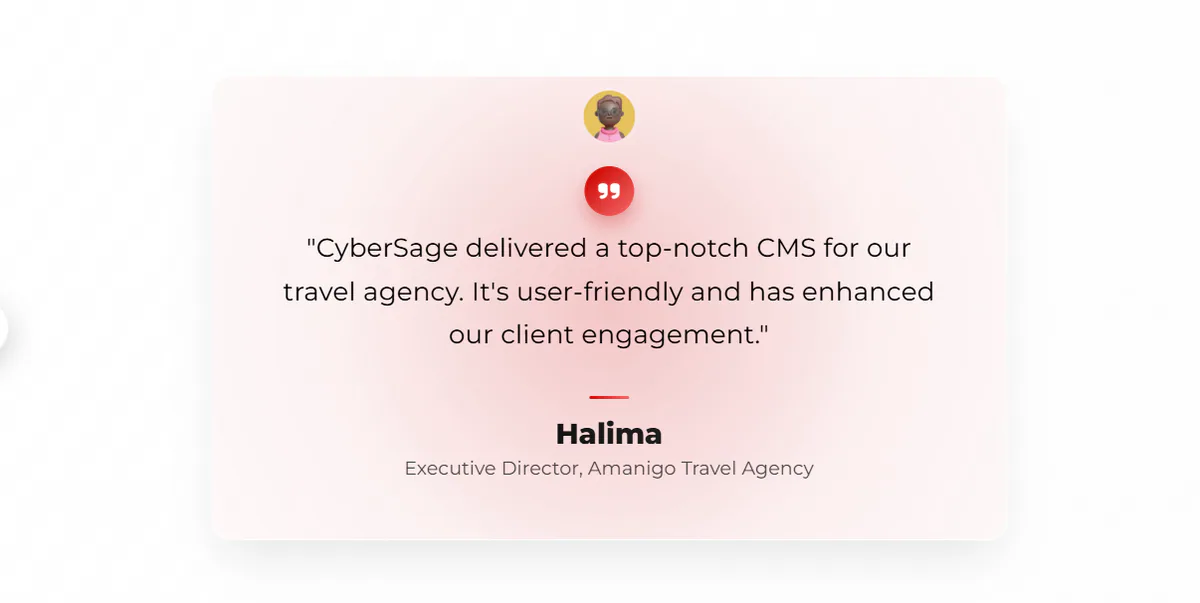 "CyberSage delivered a top-notch CMS for our
travel agency. It's user-friendly and has enhanced
our client engagement."
Halima
Executive Director, Amanigo Travel Agency